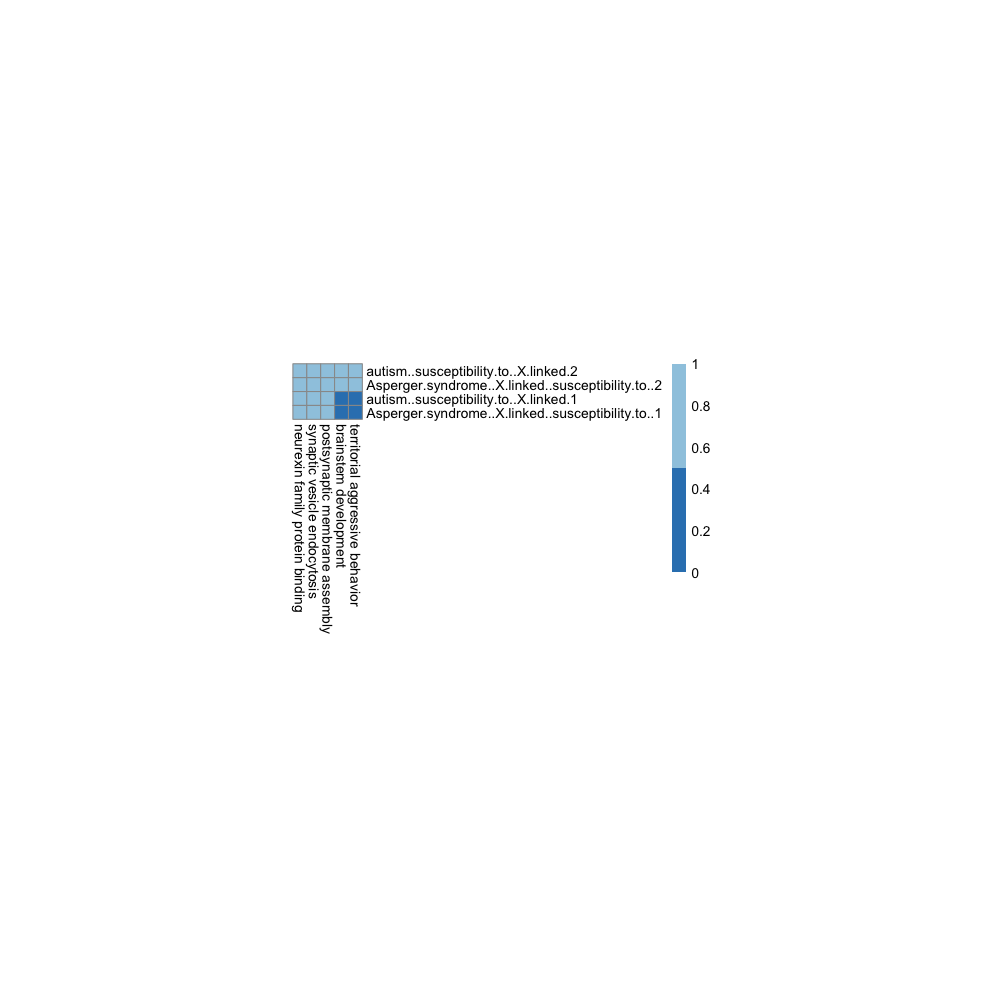 autism..susceptibility.to..X.linked.2
Asperger.syndrome..X.linked..susceptibility.to..2
autism..susceptibility.to..X.linked.1
Asperger.syndrome..X.linked..susceptibility.to..1
neurexin family protein binding
synaptic vesicle endocytosis
postsynaptic membrane assembly
brainstem development
territorial aggressive behavior
1
0.8
0.6
0.4
0.2
0